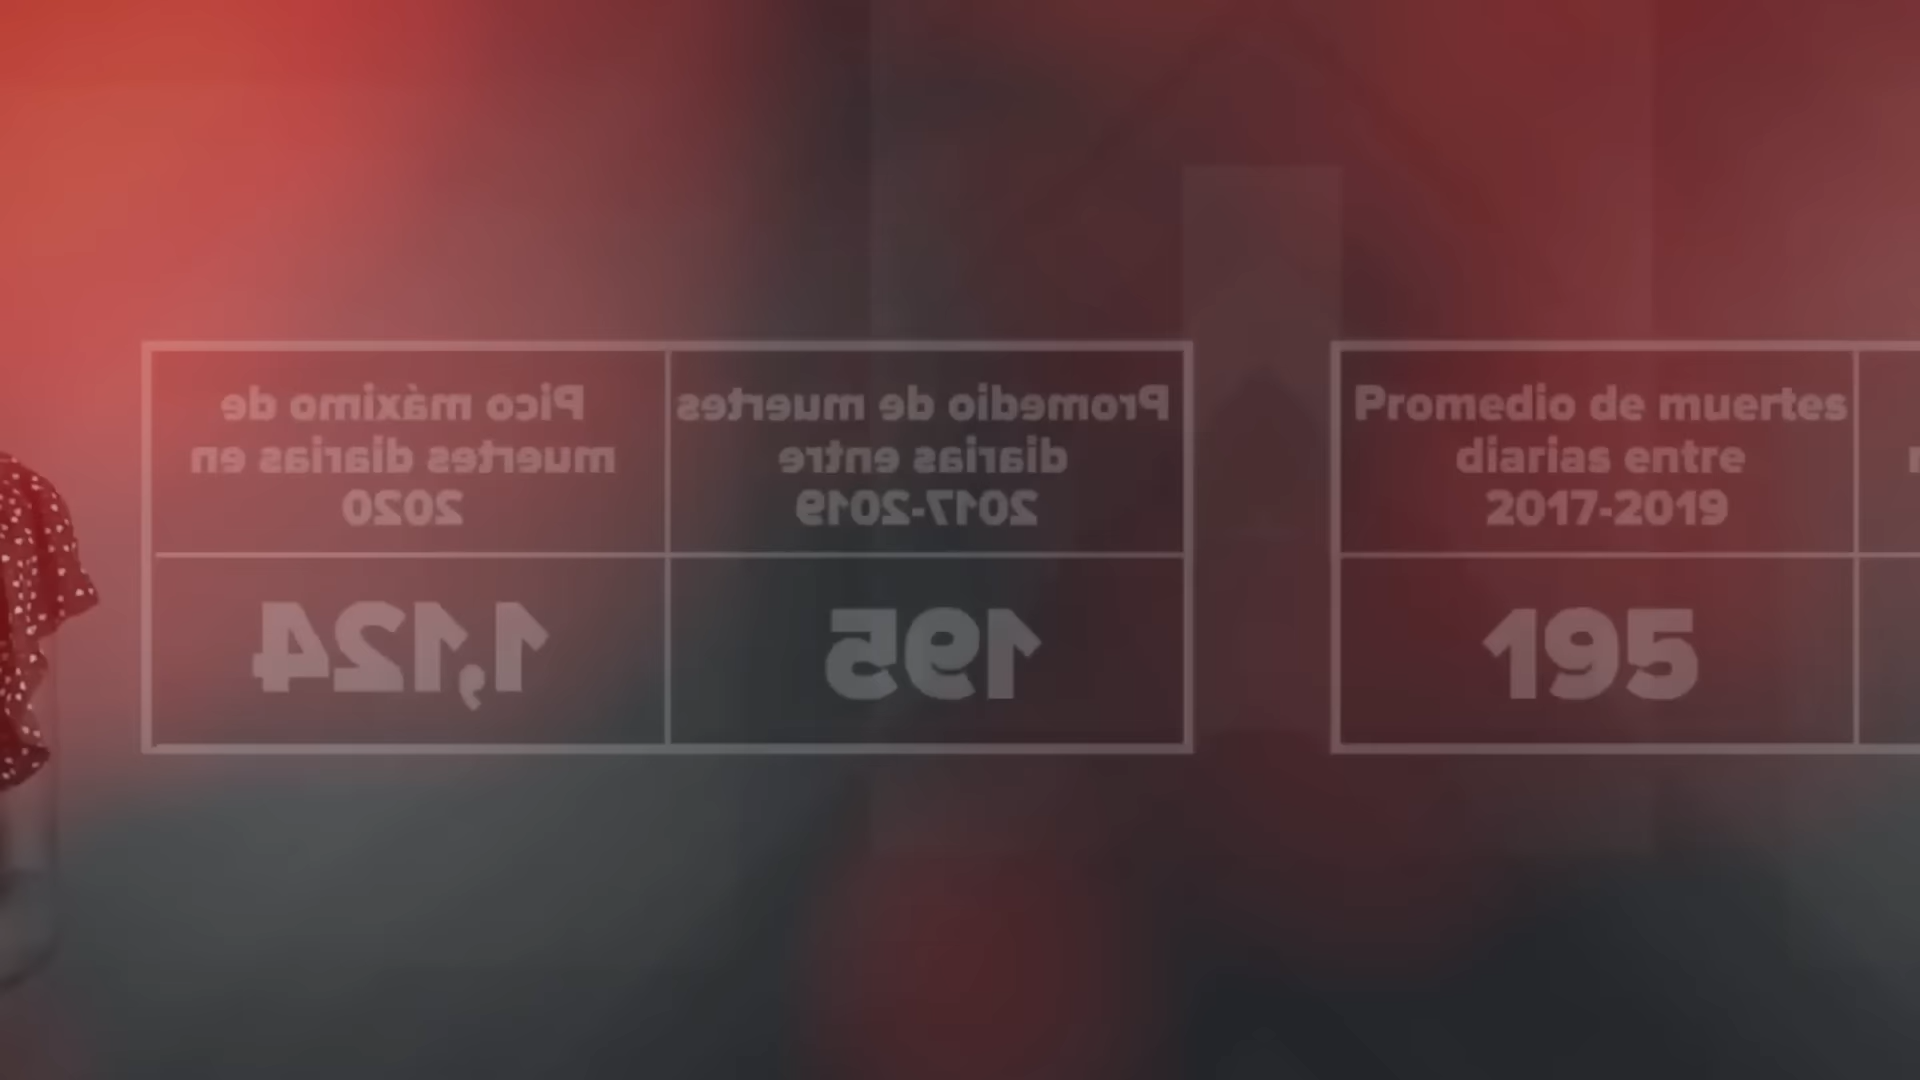 Pico máximo de
muertes diarias en
2020
1,124
Promedio de muertes
diarias entre
2017-2019
195
Promedio de muertes
diarias entre
2017-2019
195